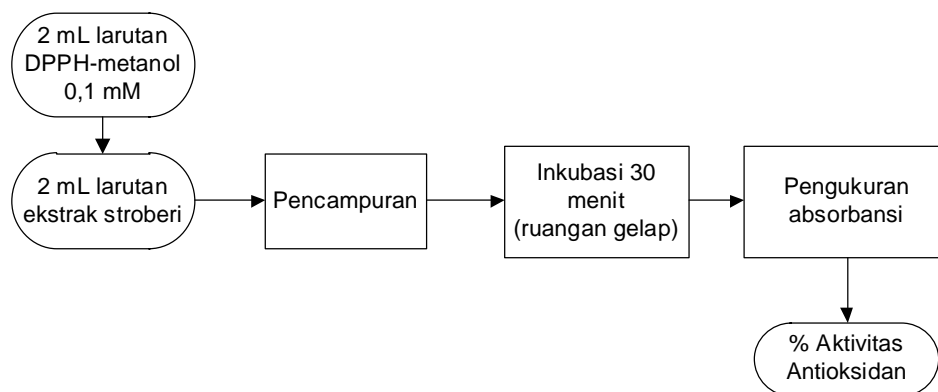 2 mL larutan
DPPH-metanol
0,1 mM
2 mL larutan
ekstrak stroberi
Pencampuran
Inkubasi 30
menit
(ruangan gelap)
Pengukuran
absorbansi
% Aktivitas
Antioksidan